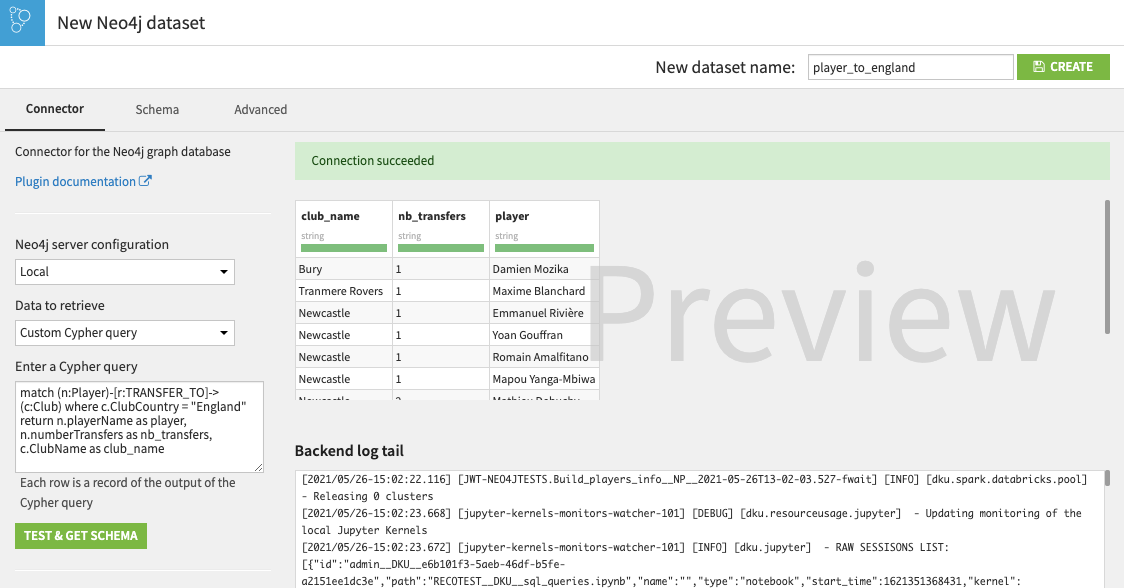 New Neo4j dataset
New dataset name: player_to_england CREATE
Connector Schema Advanced
Connector for the Neo4j graph database
Plugin documentation
Connection succeeded
Neo4j server configuration
Local
Data to retrieve
Custom Cypher query
Enter a Cypher query
match (n:Player)-[r:TRANSFER_TO]->
(c:Club) where c.ClubCountry = "England"
return n.playerName as player,
n.numberTransfers as nb_transfers,
c.ClubName as club_name
Each row is a record of the output of the
Cypher query
TEST & GET SCHEMA
club_name nb_transfers player
string string string
Bury 1 Damien Mozika
Tranmere Rovers 1 Maxime Blanchard
Newcastle 1 Emmanuel Rivière
Newcastle 1 Yoan Gouffran
Newcastle 1 Romain Amalfitano
Newcastle 1 Mapou Yanga-Mbiwa
Preview
Backend log tail
[2021/05/26-15:02:22.116] [JWT-NEO4JTESTS.Build_players_info__NP__2021-05-26T13-02-03.527-fwait] [INFO] [dku.spark.databricks.pool]
- Releasing 0 clusters
[2021/05/26-15:02:23.668] [jupyter-kernels-monitors-watcher-101] [DEBUG] [dku.resourceusage.jupyter]  - Updating monitoring of the
local Jupyter Kernels
[2021/05/26-15:02:23.672] [jupyter-kernels-monitors-watcher-101] [INFO] [dku.jupyter]  - RAW SESSISONS LIST:
[{"id":"admin__DKU__e6b101f3-5aeb-46df-b5fe-
a2151ee1dc3e","path":"RECOTEST__DKU__sql_queries.ipynb","name":"","type":"notebook","start_time":1621351368431,"kernel":